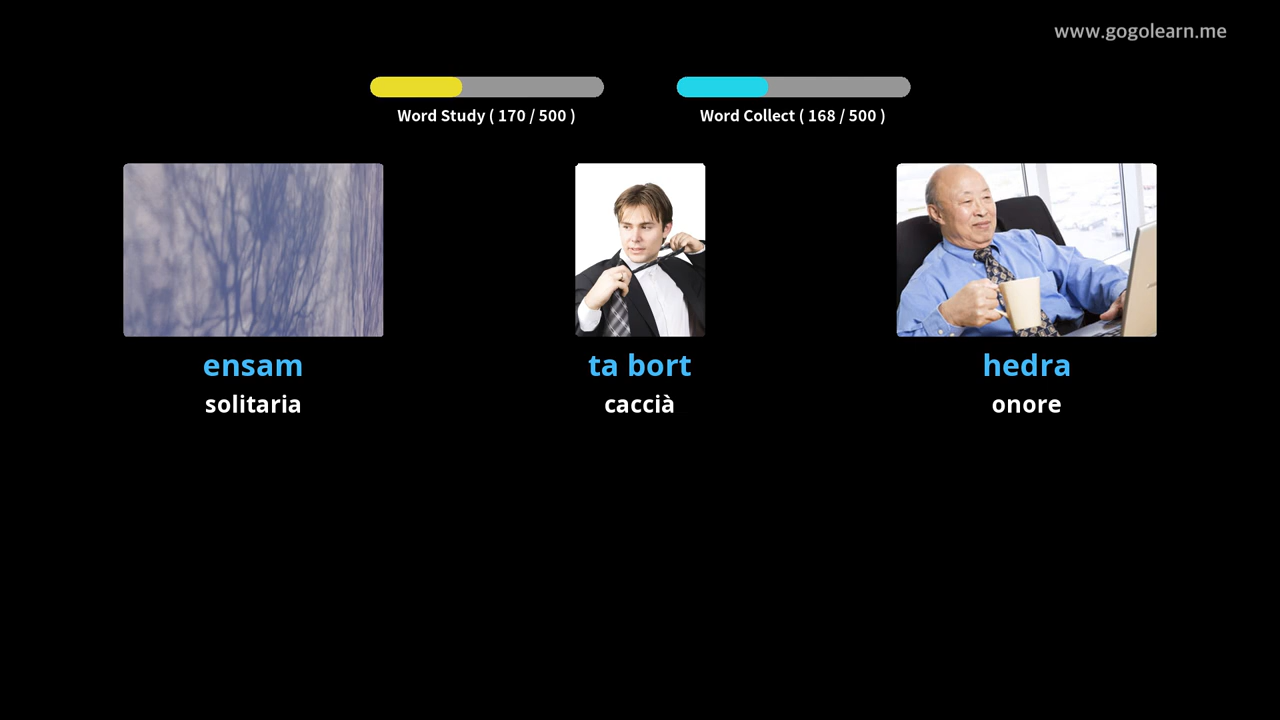 www.gogolearn.me
Word Study ( 170 / 500 )
Word Collect ( 168 / 500 )
ensam
solitaria
ta bort
caccià
hedra
onore